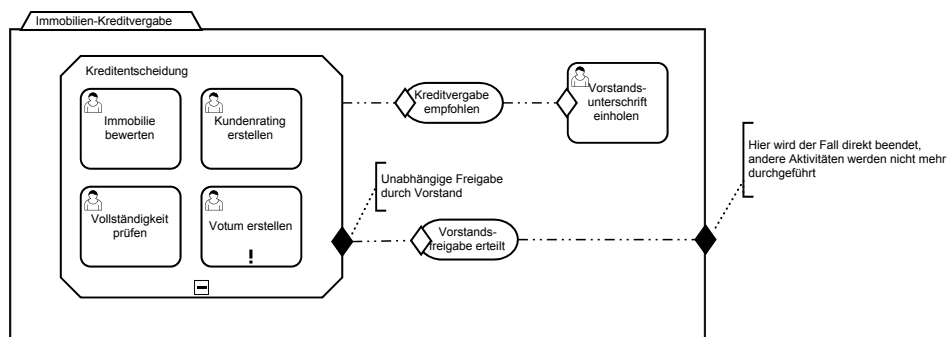 Immobilien-Kreditvergabe
Kreditentscheidung
Immobilie
bewerten
Kundenrating
erstellen
Vollständigkeit
prüfen
Votum erstellen
!
Kreditvergabe
empfohlen
Vorstands-
unterschrift
einholen
Unabhängige Freigabe
durch Vorstand
Vorstands-
freigabe erteilt
Hier wird der Fall direkt beendet,
andere Aktivitäten werden nicht mehr
durchgeführt